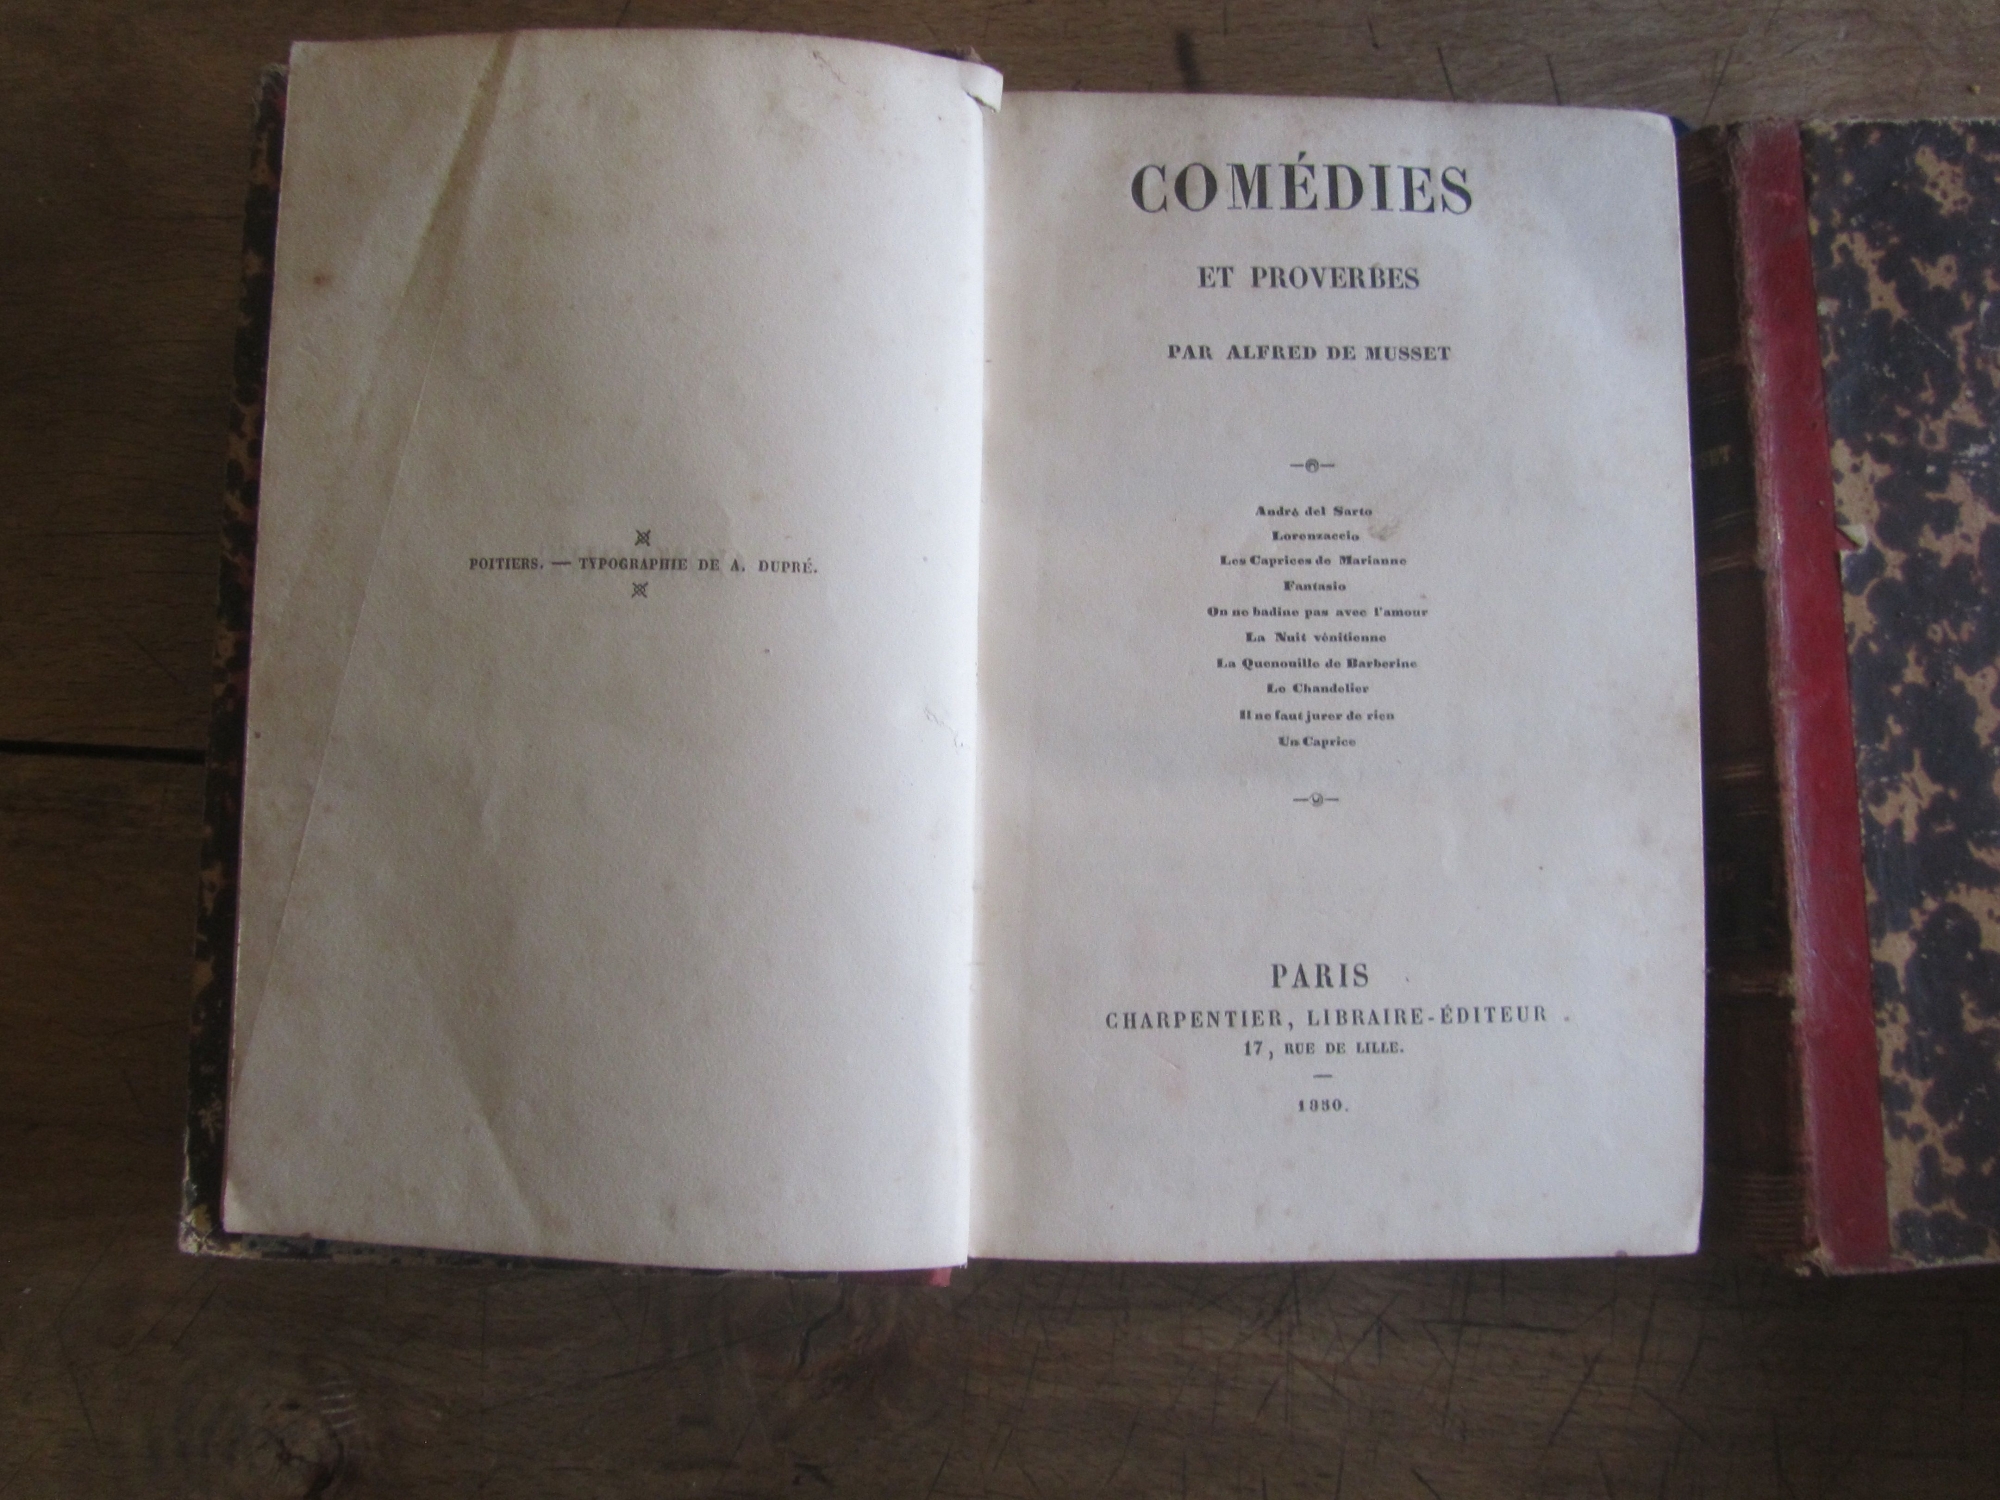 POITIERS. — TYPOGRAPHIE DE A. DUPRÉ.
COMÉDIES
ET PROVERBES
PAR ALFRED DE MUSSET
André del Sarto
Lorenzaccio
Les Caprices de Marianne
Fantasio
On ne badine pas avec l'amour
La Nuit vénitienne
La Quenouille de Barberine
Le Chandelier
Il ne faut jurer de rien
Un Caprice
PARIS
CHARPENTIER, LIBRAIRE-ÉDITEUR
17, RUE DE LILLE.
—
1850.